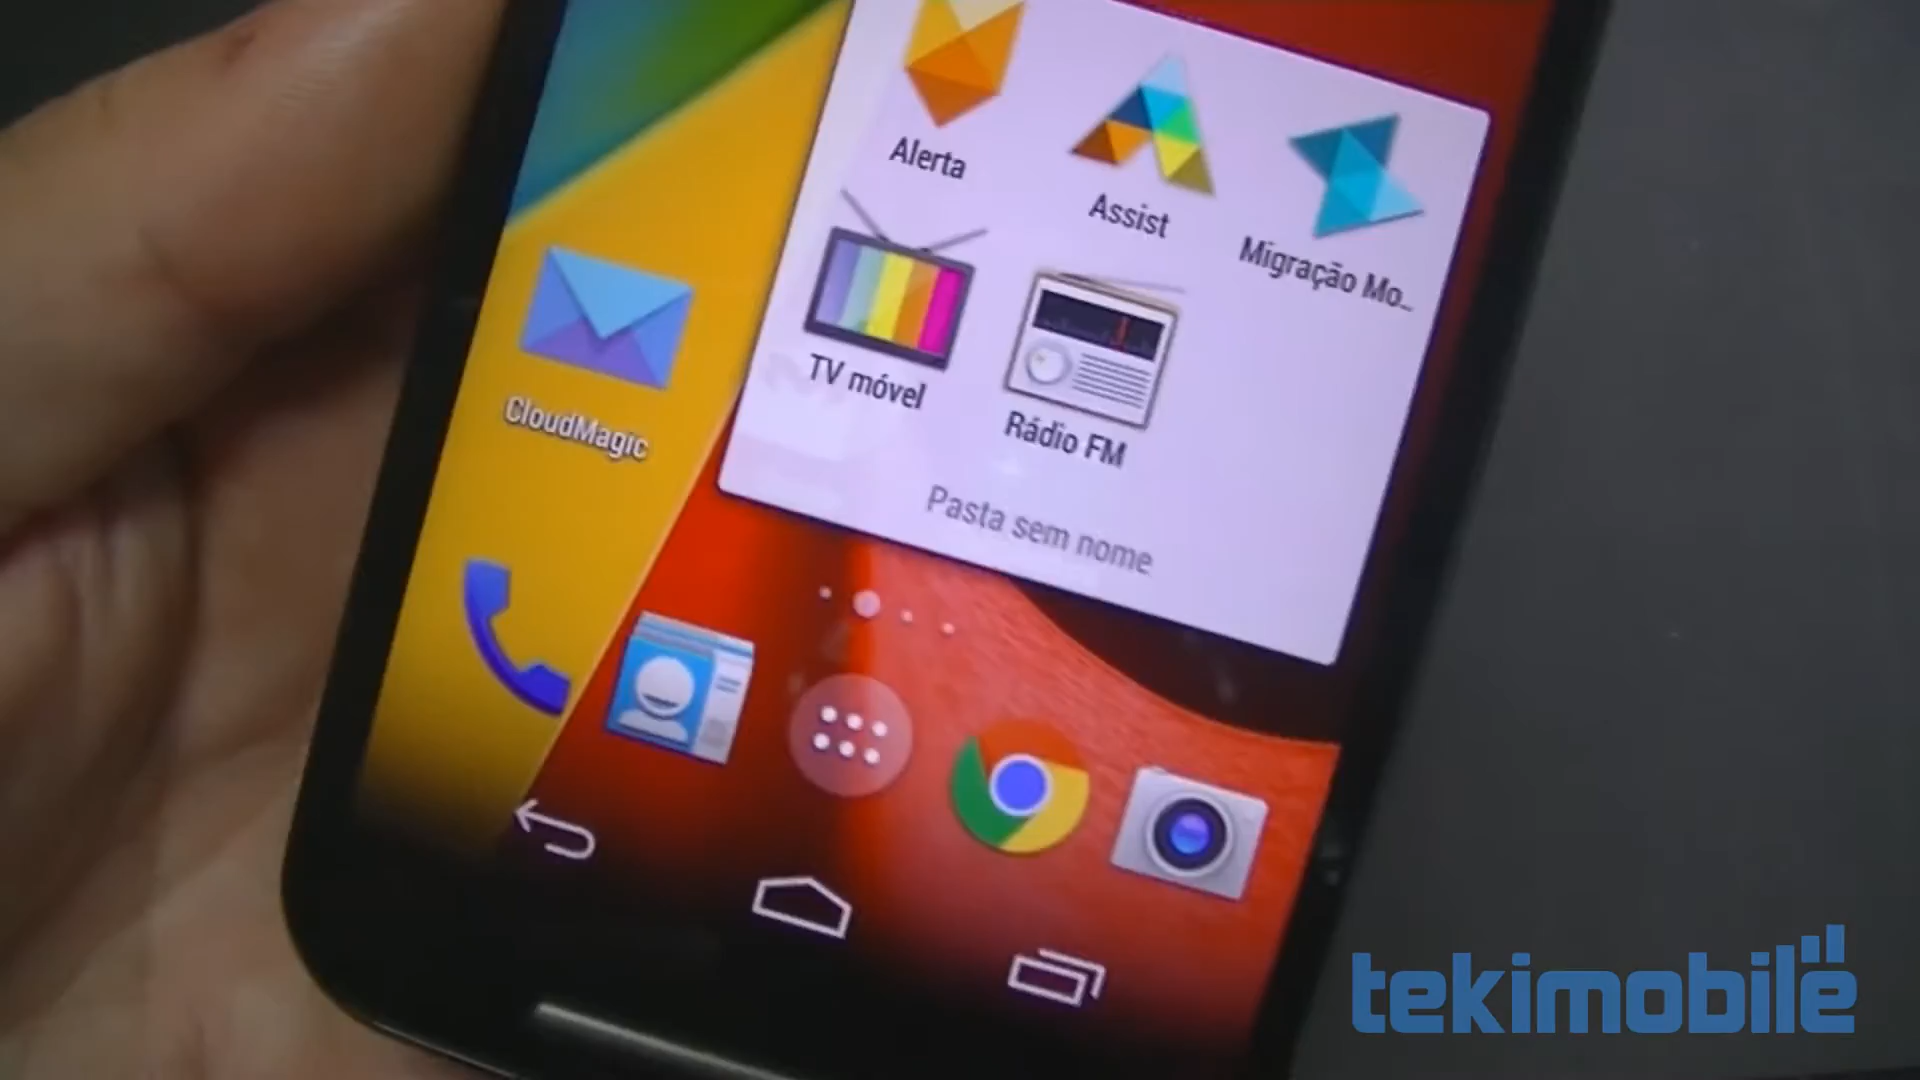 Alerta
Assist
Migração Mo..
TV móvel
Rádio FM
Pasta sem nome
CloudMagic
tekimobile